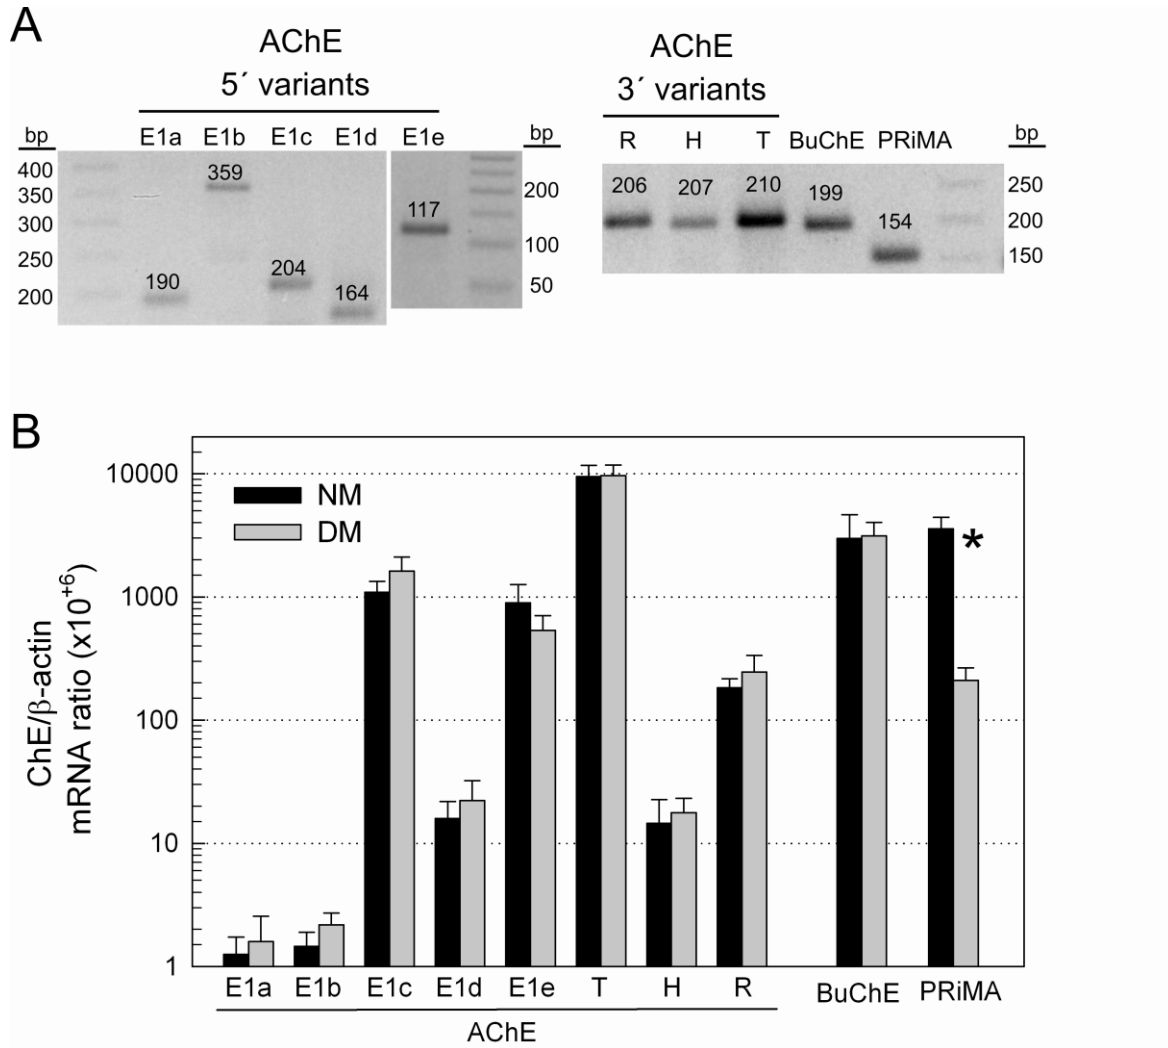 A
AChE
5´ variants
AChE
3´ variants
bp E1a E1b E1c E1d E1e bp
R H T BuChE PRiMA bp
400
350
300
250
200
190
359
204
164
117
200
100
50
206
207
210
199
154
250
200
150
B
ChE/β-actin
mRNA ratio (x10+6)
10000
1000
100
10
1
NM
DM
*
E1a E1b E1c E1d E1e T H R BuChE PRiMA
AChE